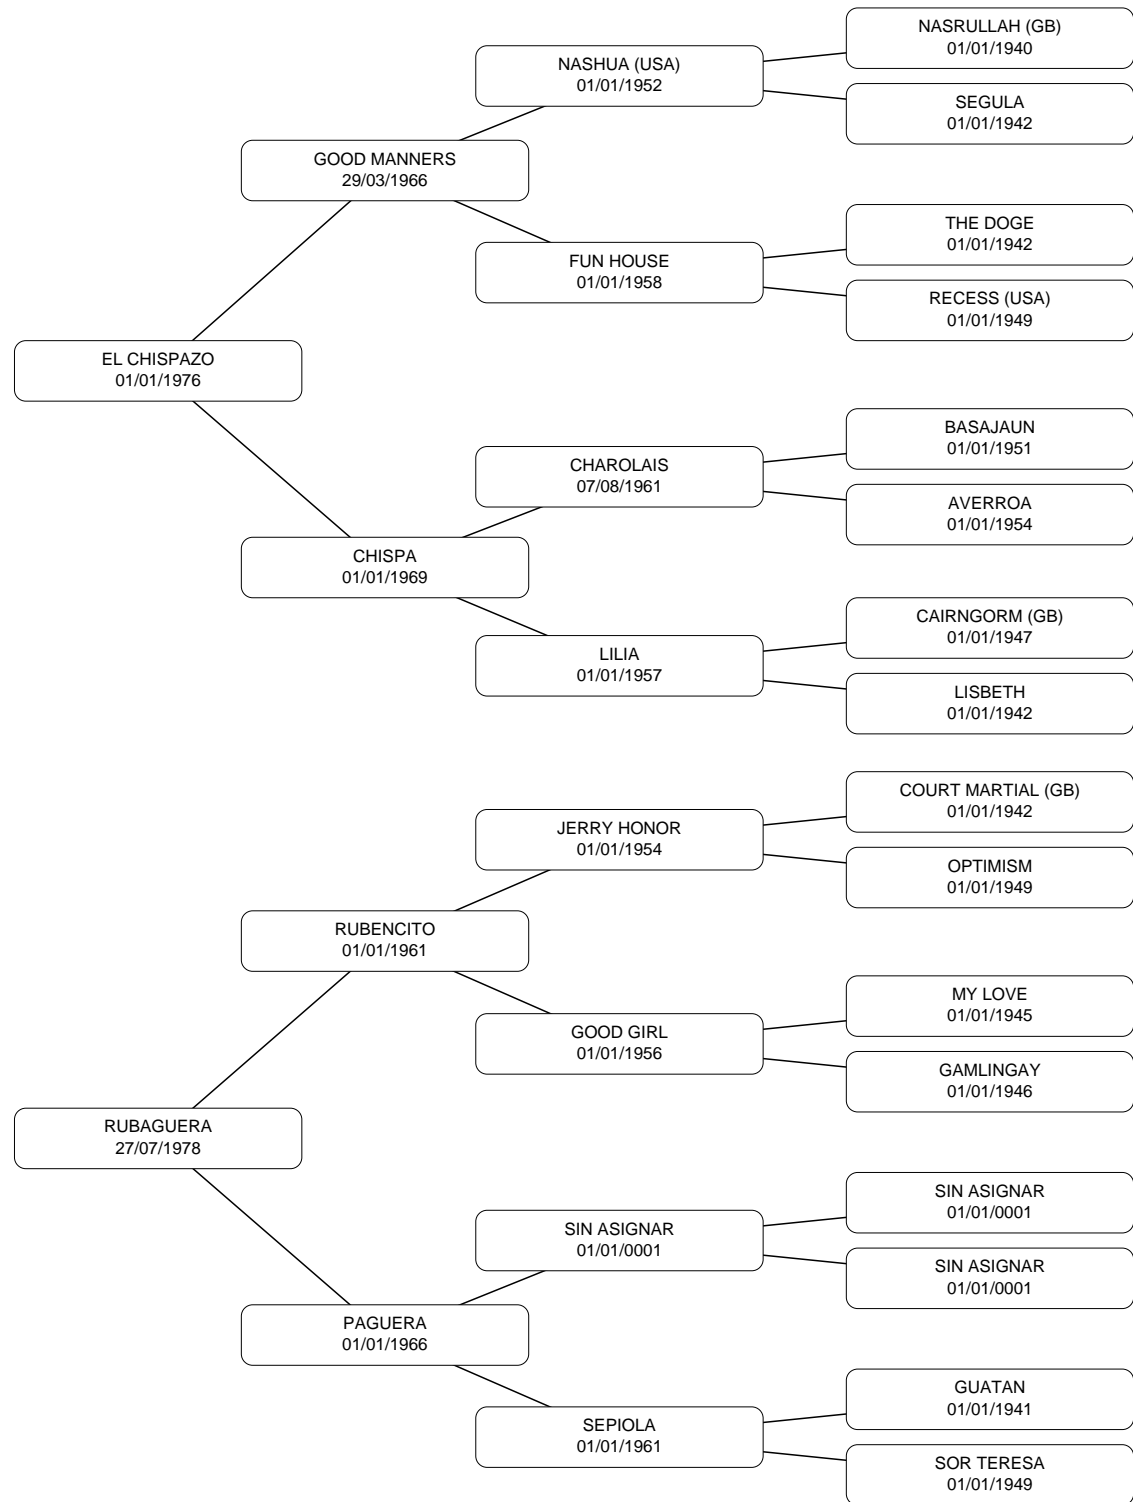 NASRULLAH (GB)
01/01/1940
NASHUA (USA)
01/01/1952
SEGULA
01/01/1942
GOOD MANNERS
29/03/1966
THE DOGE
01/01/1942
FUN HOUSE
01/01/1958
RECESS (USA)
01/01/1949
EL CHISPAZO
01/01/1976
BASAJAUN
01/01/1951
CHAROLAIS
07/08/1961
AVERROA
01/01/1954
CHISPA
01/01/1969
CAIRNGORM (GB)
01/01/1947
LILIA
01/01/1957
LISBETH
01/01/1942
COURT MARTIAL (GB)
01/01/1942
JERRY HONOR
01/01/1954
OPTIMISM
01/01/1949
RUBENCITO
01/01/1961
MY LOVE
01/01/1945
GOOD GIRL
01/01/1956
GAMLINGAY
01/01/1946
RUBAGUERA
27/07/1978
SIN ASIGNAR
01/01/0001
SIN ASIGNAR
01/01/0001
SIN ASIGNAR
01/01/0001
PAGUERA
01/01/1966
GUATAN
01/01/1941
SEPIOLA
01/01/1961
SOR TERESA
01/01/1949